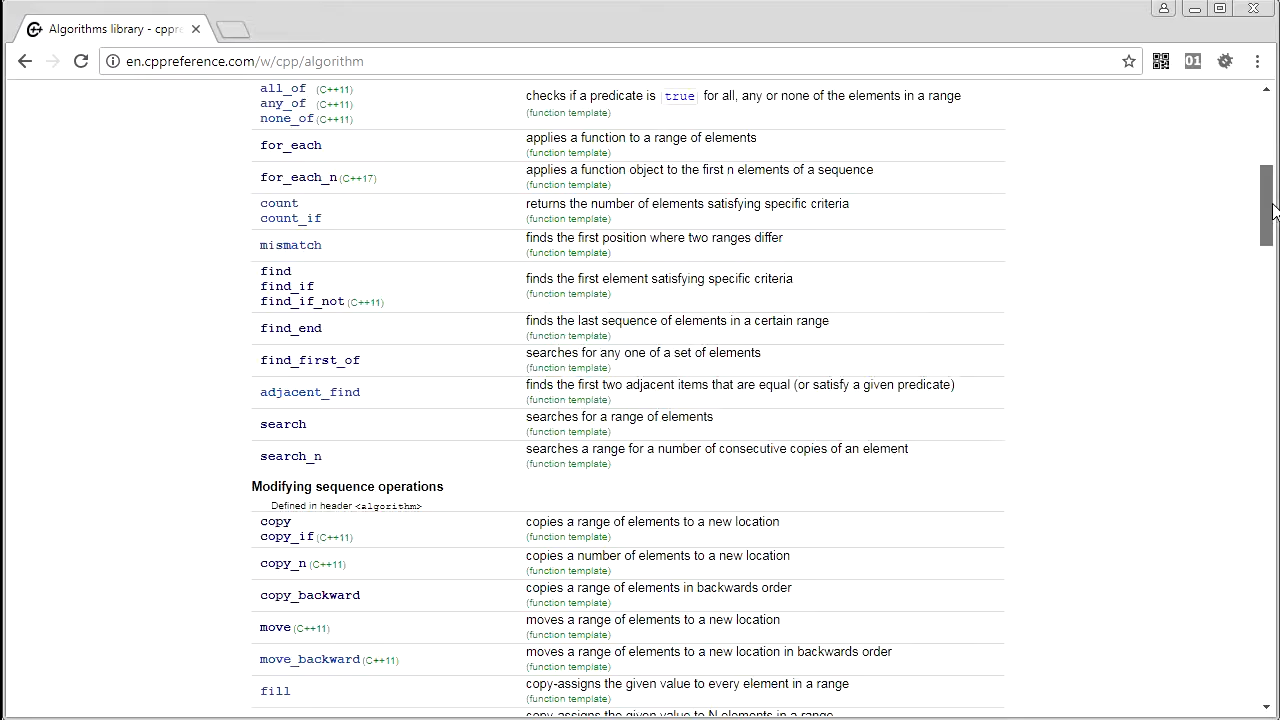 Algorithms library - cppre
en.cppreference.com/w/cpp/algorithm
01
all_of (C++11)
any_of (C++11)
none_of (C++11)
checks if a predicate is true for all, any or none of the elements in a range
(function template)
for_each
applies a function to a range of elements
(function template)
for_each_n (C++17)
applies a function object to the first n elements of a sequence
(function template)
count
count_if
returns the number of elements satisfying specific criteria
(function template)
mismatch
finds the first position where two ranges differ
(function template)
find
find_if
find_if_not (C++11)
finds the first element satisfying specific criteria
(function template)
find_end
finds the last sequence of elements in a certain range
(function template)
find_first_of
searches for any one of a set of elements
(function template)
adjacent_find
finds the first two adjacent items that are equal (or satisfy a given predicate)
(function template)
search
searches for a range of elements
(function template)
search_n
searches a range for a number of consecutive copies of an element
(function template)
Modifying sequence operations
Defined in header <algorithm>
copy
copy_if (C++11)
copies a range of elements to a new location
(function template)
copy_n (C++11)
copies a number of elements to a new location
(function template)
copy_backward
copies a range of elements in backwards order
(function template)
move (C++11)
moves a range of elements to a new location
(function template)
move_backward (C++11)
moves a range of elements to a new location in backwards order
(function template)
fill
copy-assigns the given value to every element in a range
(function template)
copy-assigns the given value to N elements in a range